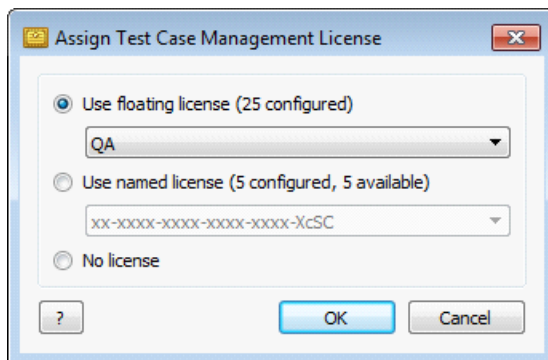 Assign Test Case Management License
Use floating license (25 configured)
QA
Use named license (5 configured, 5 available)
xx-xxxx-xxxx-xxxx-xxxx-XcSC
No license
?
OK
Cancel